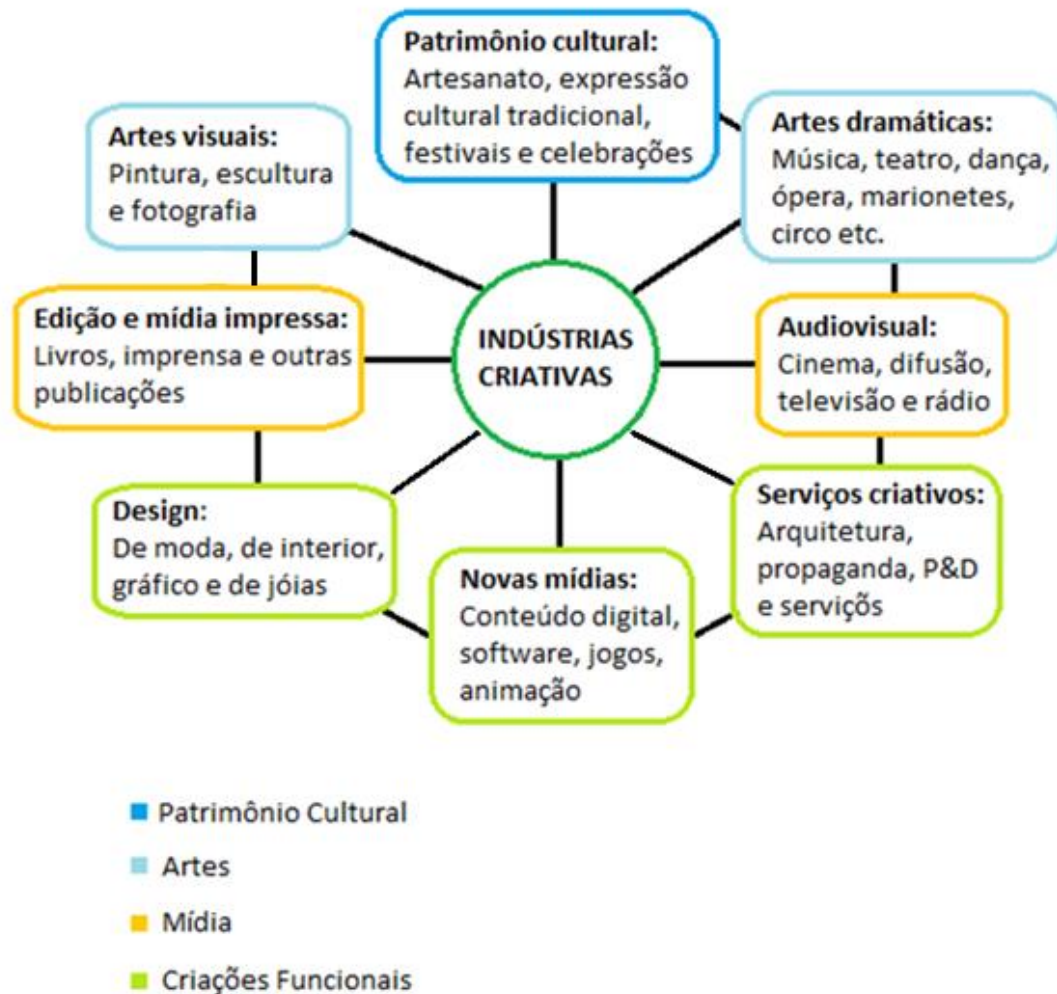 Patrimônio cultural:
Artesanato, expressão
cultural tradicional,
festivais e celebrações
Artes visuais:
Pintura, escultura
e fotografia
Artes dramáticas:
Música, teatro, dança,
ópera, marionetes,
circo etc.
Edição e mídia impressa:
Livros, imprensa e outras
publicações
INDÚSTRIAS
CRIATIVAS
Audiovisual:
Cinema, difusão,
televisão e rádio
Design:
De moda, de interior,
gráfico e de jóias
Novas mídias:
Conteúdo digital,
software, jogos,
animação
Serviços criativos:
Arquitetura,
propaganda, P&D
e serviçõs
Patrimônio Cultural
Artes
Mídia
Criações Funcionais